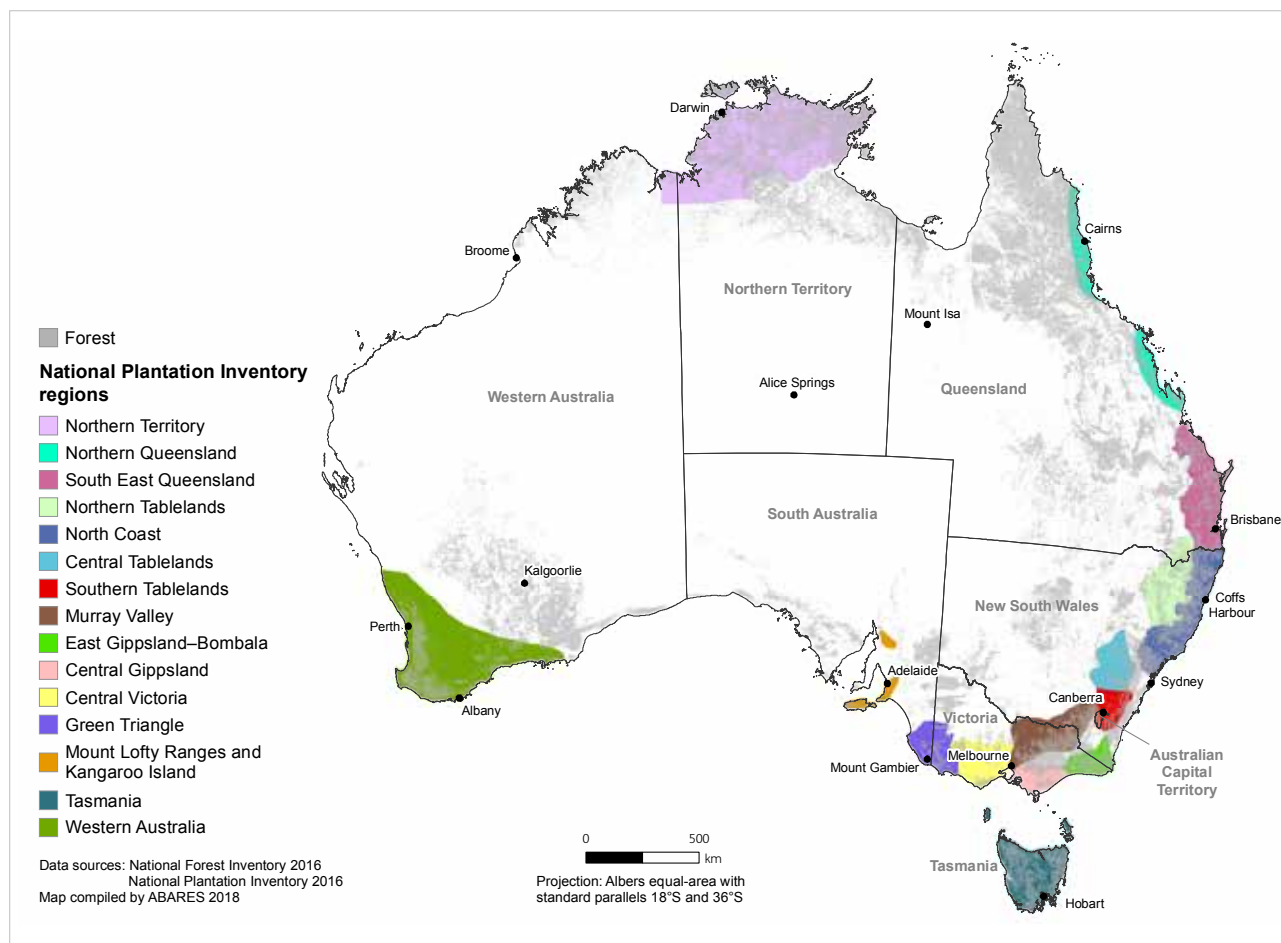 Darwin
Cairns
Broome
Northern Territory
Mount Isa
Forest
National Plantation Inventory
regions
Alice Springs
Western Australia
Queensland
Northern Territory
Northern Queensland
South East Queensland
Northern Tablelands
North Coast
Central Tablelands
Southern Tablelands
Murray Valley
East Gippsland–Bombala
Central Gippsland
Central Victoria
Green Triangle
Mount Lofty Ranges and
Kangaroo Island
Tasmania
Western Australia
South Australia
Brisbane
Kalgoorlie
New South Wales
Coffs
Harbour
Perth
Adelaide
Sydney
Canberra
Albany
Victoria
Melbourne
Mount Gambier
Australian
Capital
Territory
0 500
km
Projection: Albers equal-area with
standard parallels 18°S and 36°S
Tasmania
Hobart
Data sources: National Forest Inventory 2016
National Plantation Inventory 2016
Map compiled by ABARES 2018